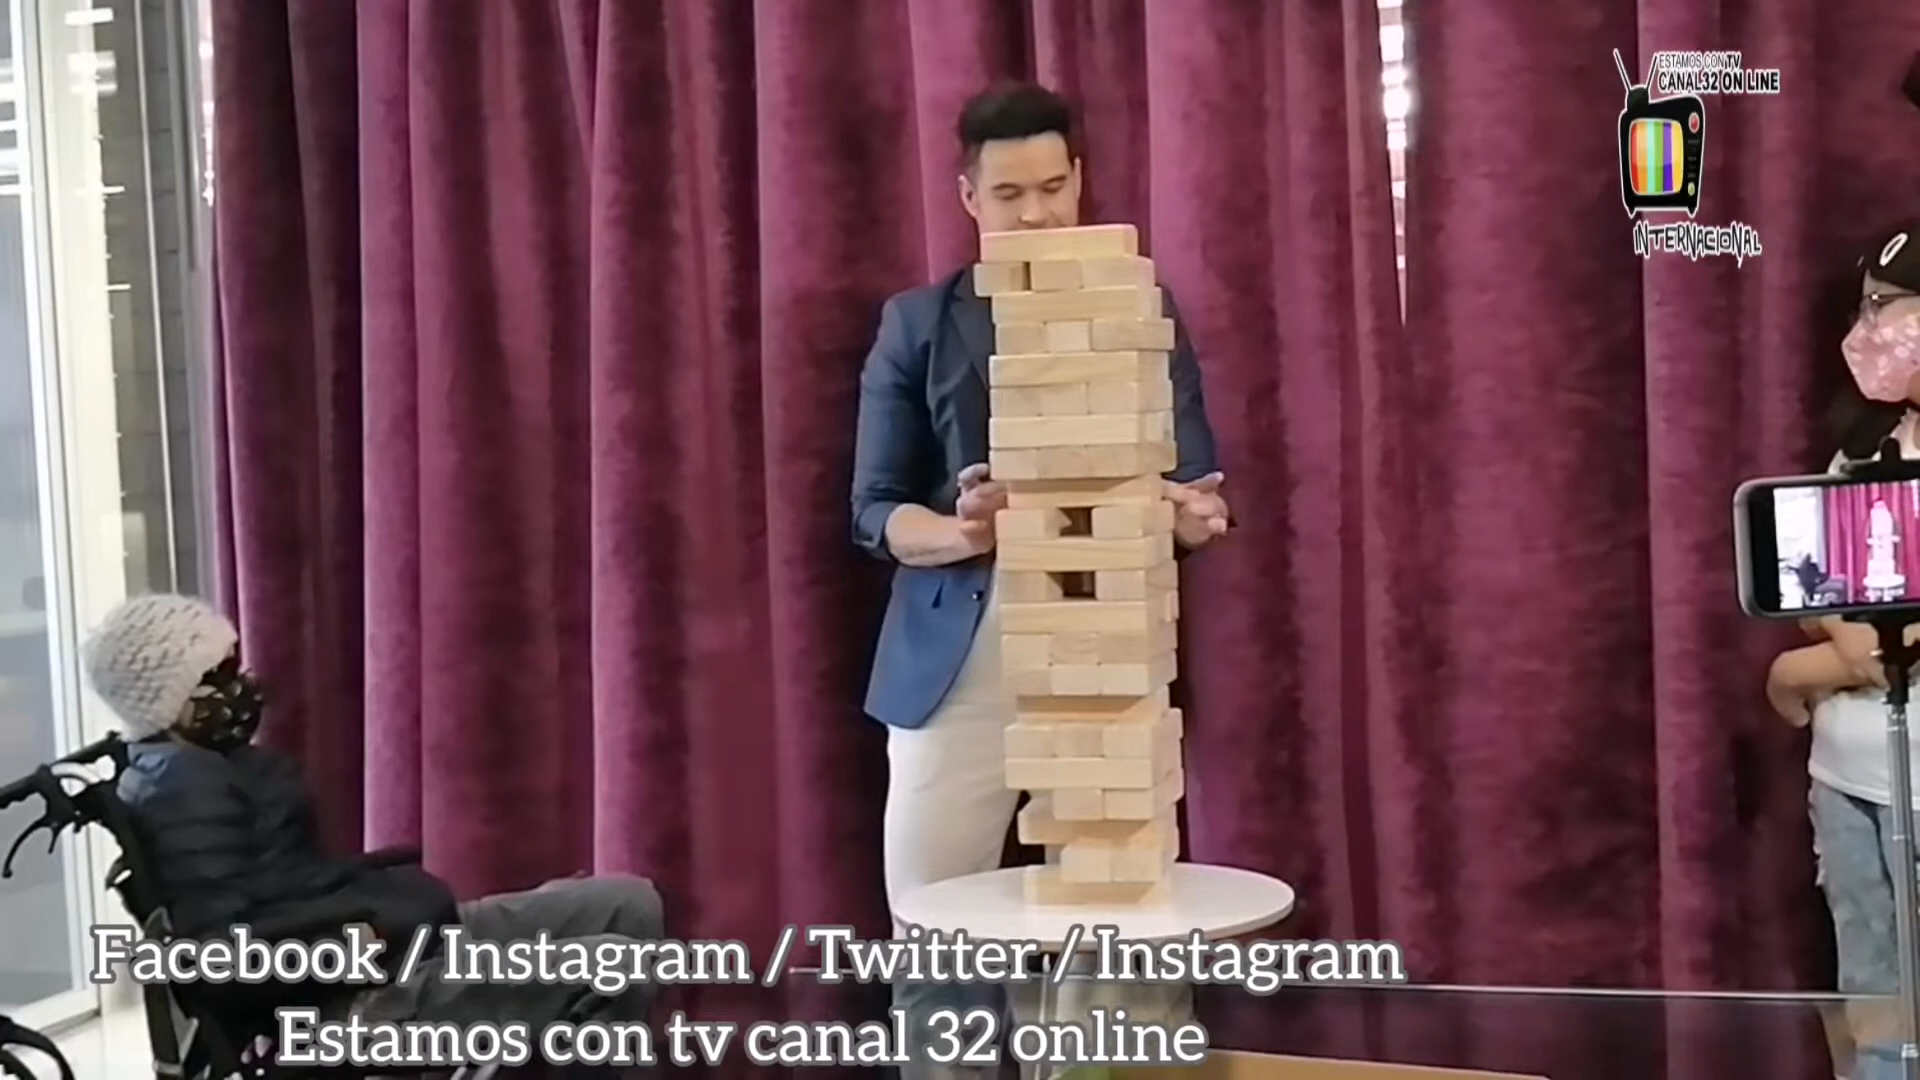 ESTAMOS CON TV
CANAL32 ON LINE
INTERNACIONAL
Facebook / Instagram / Twitter / Instagram
Estamos con tv canal 32 online